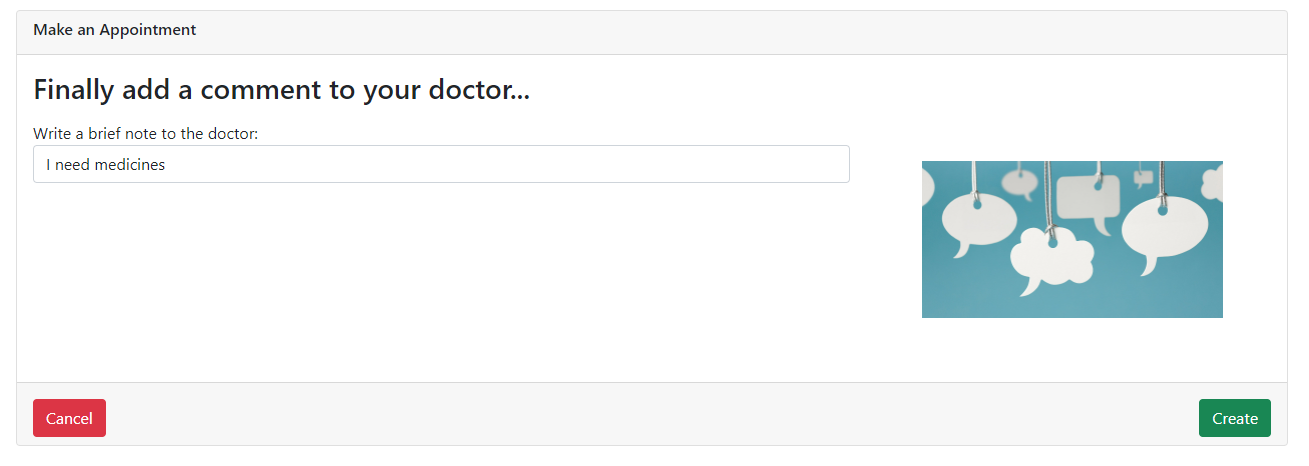 Make an Appointment
Finally add a comment to your doctor...
Write a brief note to the doctor:
I need medicines
Cancel
Create